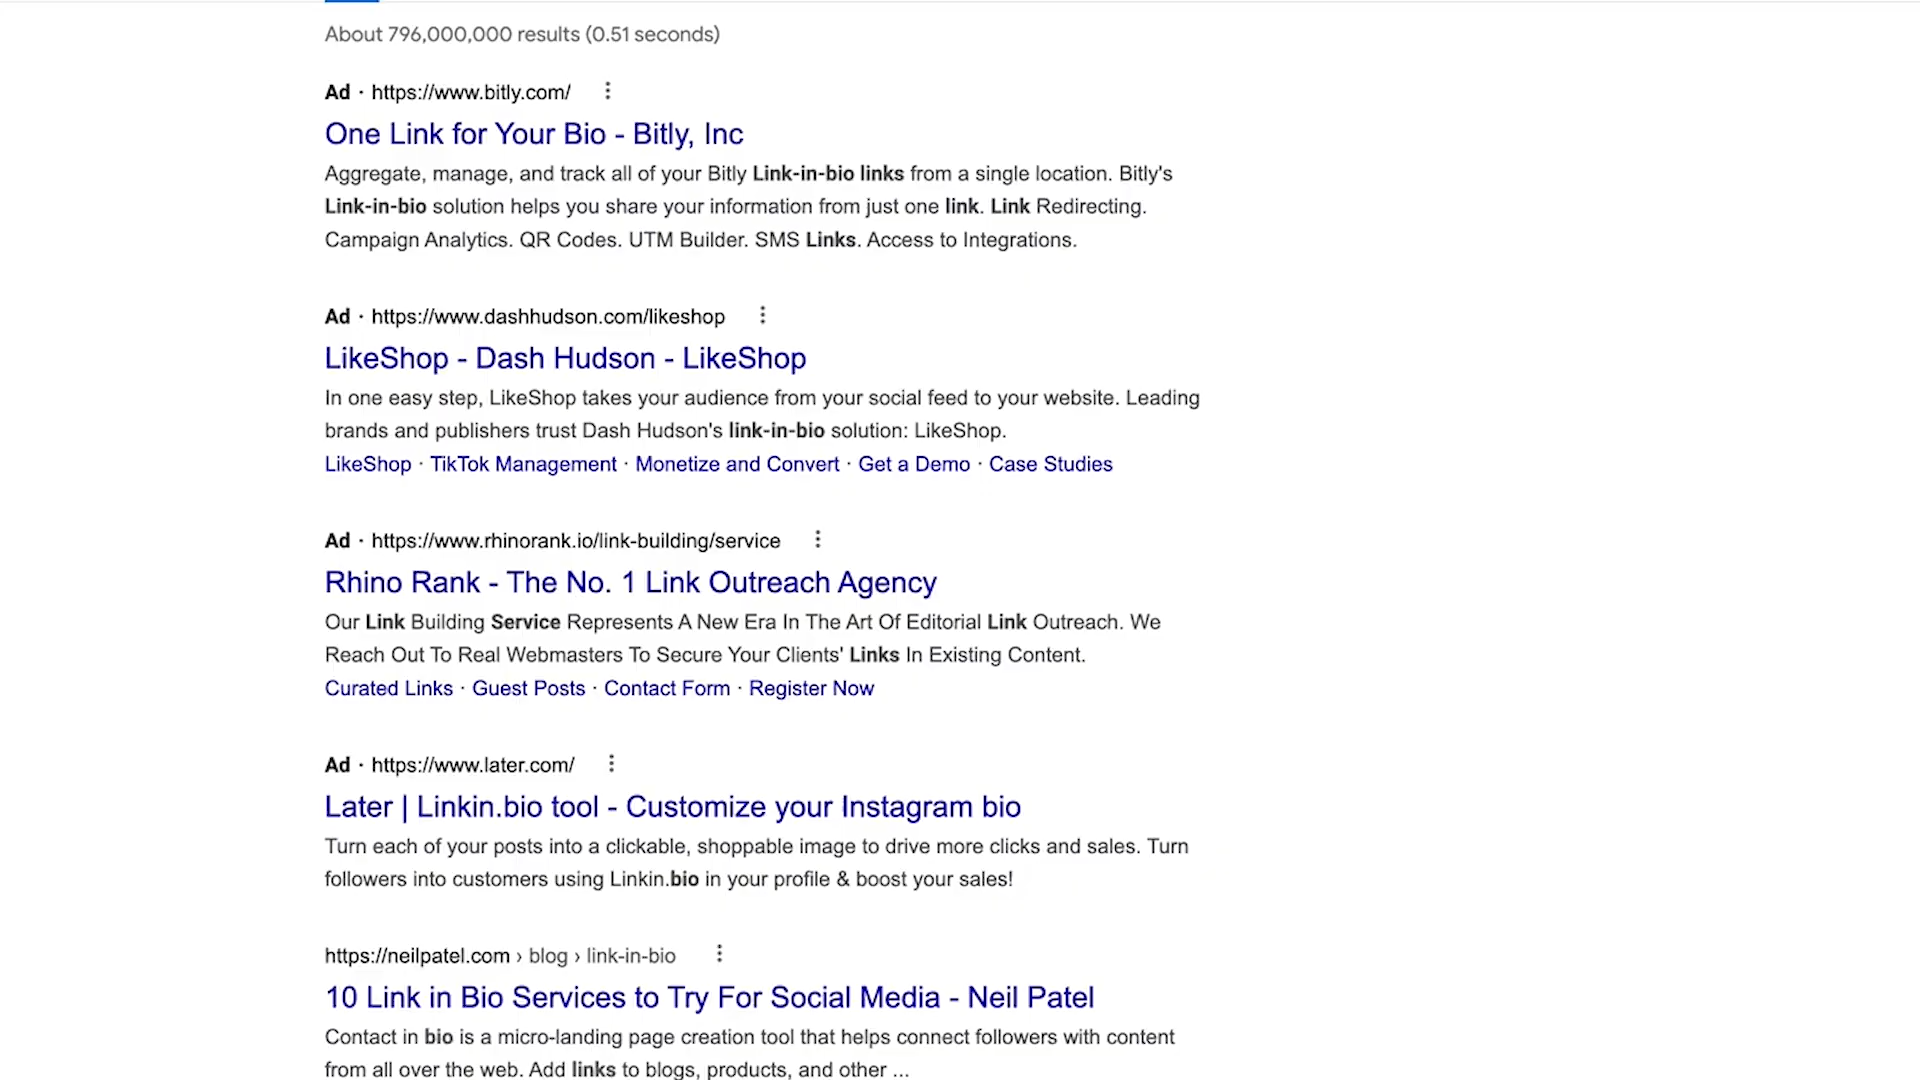 About 796,000,000 results (0.51 seconds)
Ad · https://www.bitly.com/
One Link for Your Bio - Bitly, Inc
Aggregate, manage, and track all of your Bitly Link-in-bio links from a single location. Bitly's
Link-in-bio solution helps you share your information from just one link. Link Redirecting.
Campaign Analytics. QR Codes. UTM Builder. SMS Links. Access to Integrations.
Ad · https://www.dashhudson.com/likeshop
LikeShop - Dash Hudson - LikeShop
In one easy step, LikeShop takes your audience from your social feed to your website. Leading
brands and publishers trust Dash Hudson's link-in-bio solution: LikeShop.
LikeShop · TikTok Management · Monetize and Convert · Get a Demo · Case Studies
Ad · https://www.rhinorank.io/link-building/service
Rhino Rank - The No. 1 Link Outreach Agency
Our Link Building Service Represents A New Era In The Art Of Editorial Link Outreach. We
Reach Out To Real Webmasters To Secure Your Clients' Links In Existing Content.
Curated Links · Guest Posts · Contact Form · Register Now
Ad · https://www.later.com/
Later | Linkin.bio tool - Customize your Instagram bio
Turn each of your posts into a clickable, shoppable image to drive more clicks and sales. Turn
followers into customers using Linkin.bio in your profile & boost your sales!
https://neilpatel.com › blog › link-in-bio
10 Link in Bio Services to Try For Social Media - Neil Patel
Contact in bio is a micro-landing page creation tool that helps connect followers with content
from all over the web. Add links to blogs, products, and other ...